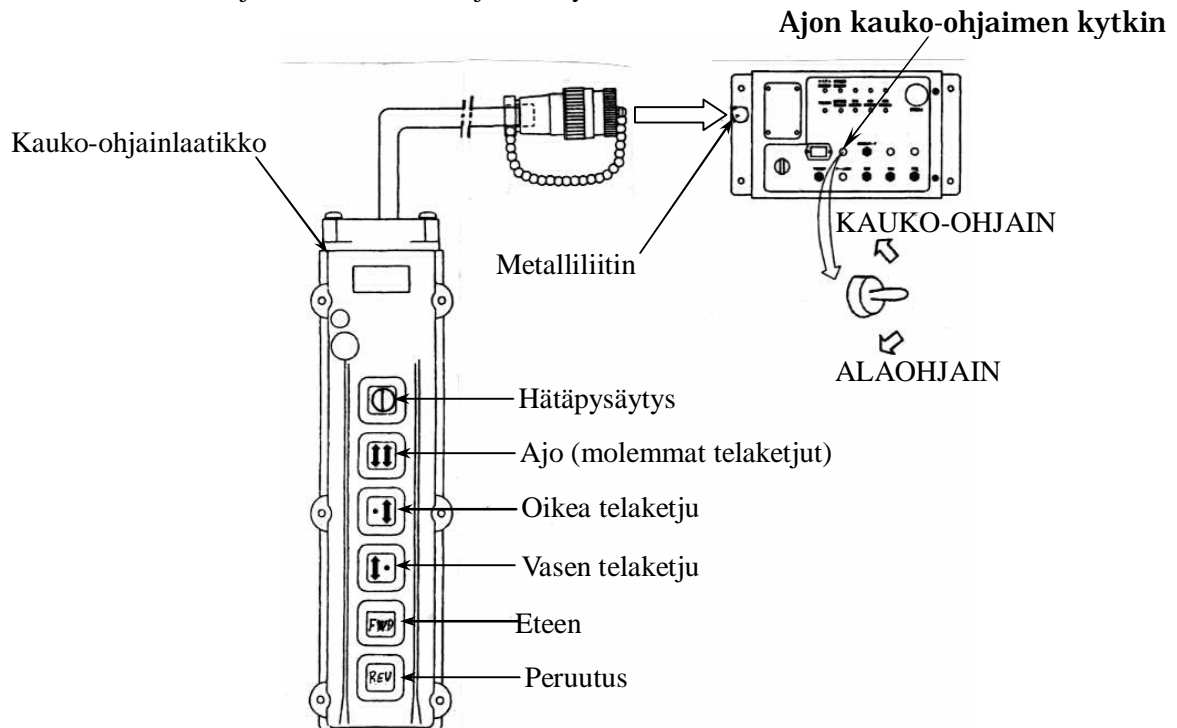 Ajon kauko-ohjaimen kytkin
Kauko-ohjainlaatikko
KAUKO-OHJAIN
Metalliliitin
ALAOHJAIN
Hätäpysäytys
Ajo (molemmat telaketjut)
Oikea telaketju
Vasen telaketju
FWD
Eteen
REV
Peruutus